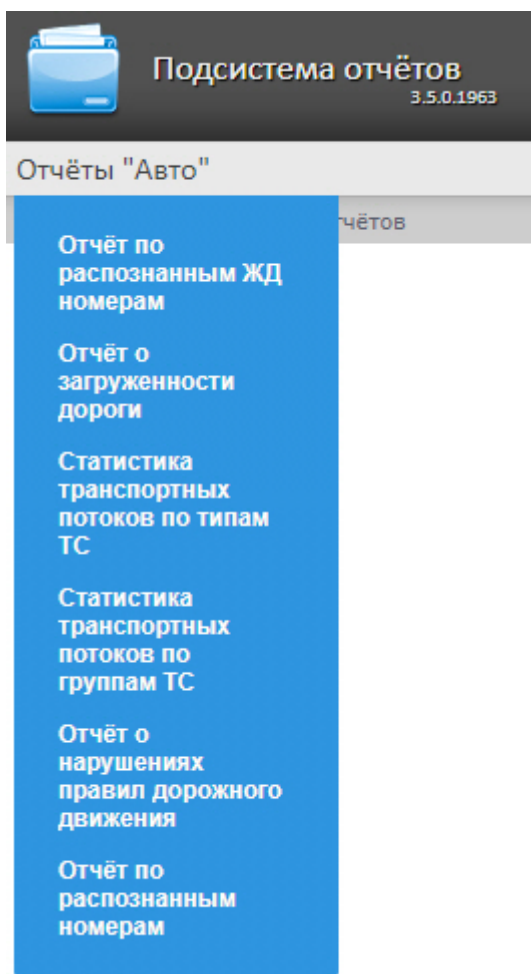 Подсистема отчётов
3.5.0.1963
Отчёты "Авто"
Отчёт по
распознанным ЖД
номерам
Отчёт о
загруженности
дороги
Статистика
транспортных
потоков по типам
ТС
Статистика
транспортных
потоков по
группам ТС
Отчёт о
нарушениях
правил дорожного
движения
Отчёт по
распознанным
номерам